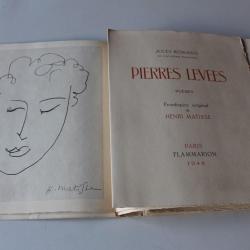 JULES ROMAINS
PIERRES LEVÉES
POÈMES
Frontispice original
de
HENRI MATISSE
PARIS
FLAMMARION
1948
H. Matisse